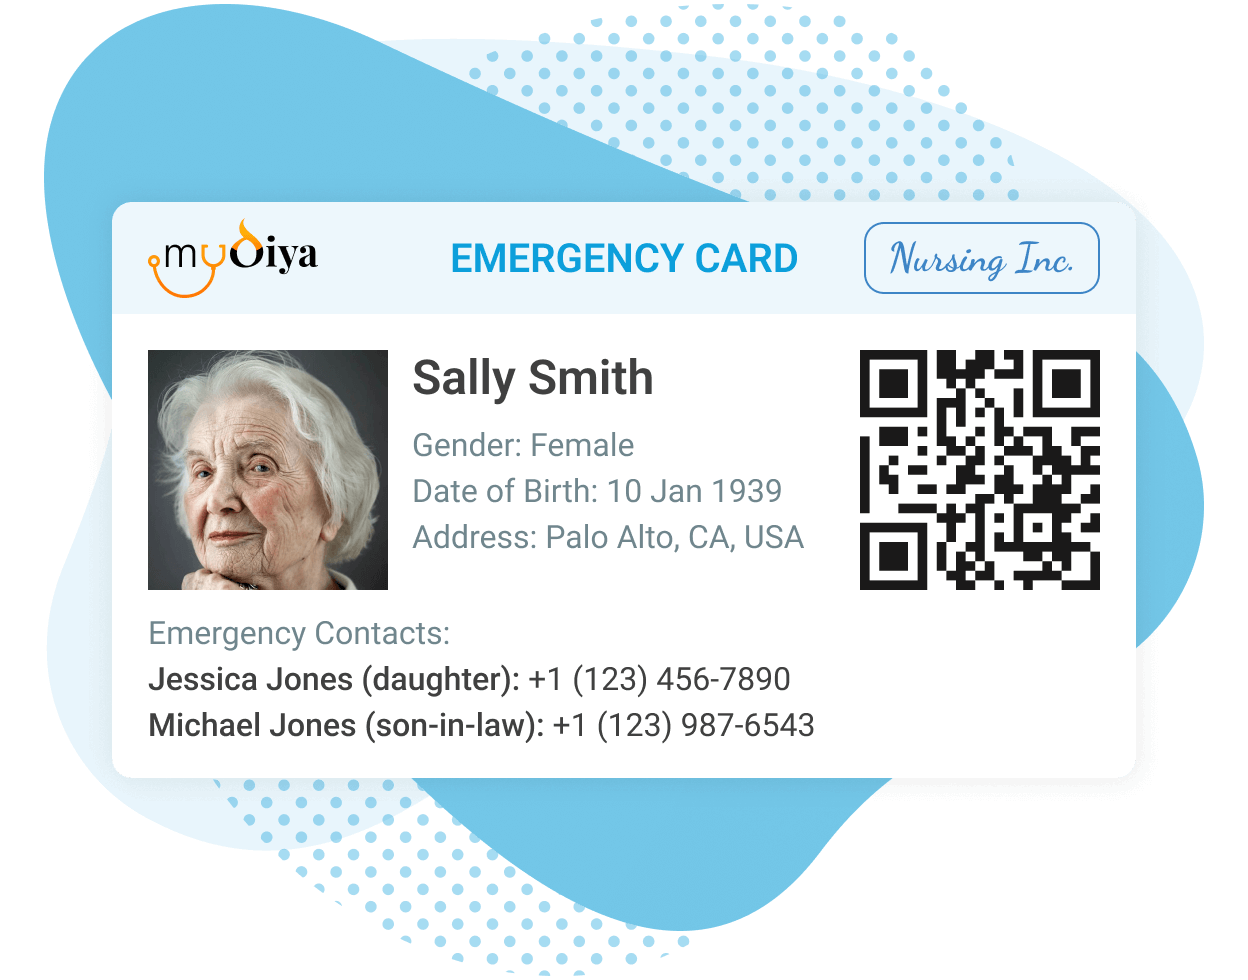 myDiya
EMERGENCY CARD
Nursing Inc.
Sally Smith
Gender: Female
Date of Birth: 10 Jan 1939
Address: Palo Alto, CA, USA
Emergency Contacts:
Jessica Jones (daughter): +1 (123) 456-7890
Michael Jones (son-in-law): +1 (123) 987-6543